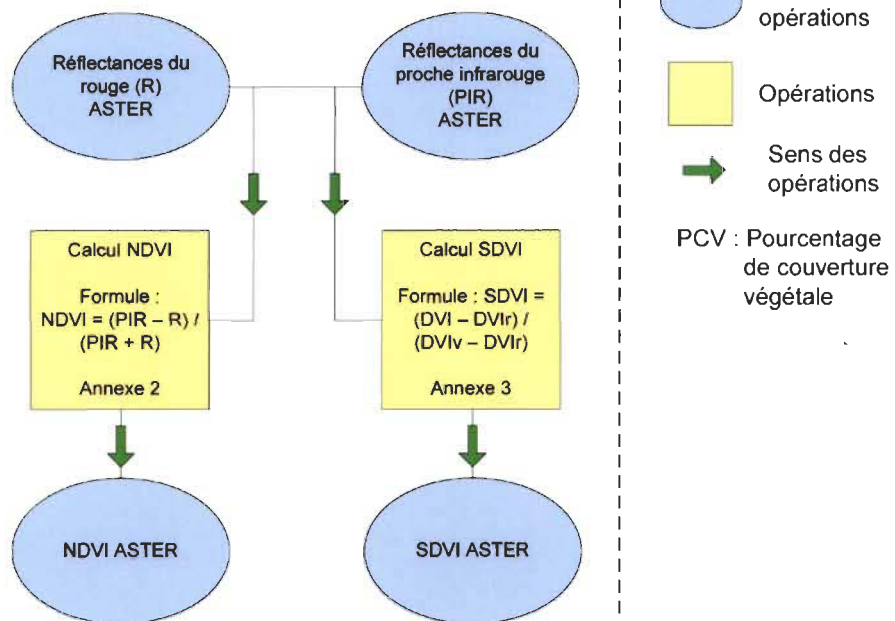 Réflectances du
rouge (R)
ASTER
Réflectances du
proche infrarouge
(PIR)
ASTER
Calcul NDVI
Formule :
NDVI = (PIR – R) /
(PIR + R)
Annexe 2
Calcul SDVI
Formule : SDVI =
(DVI – DVIr) /
(DVIv – DVIr)
Annexe 3
NDVI ASTER
SDVI ASTER
opérations
Opérations
Sens des
opérations
PCV : Pourcentage
de couverture
végétale